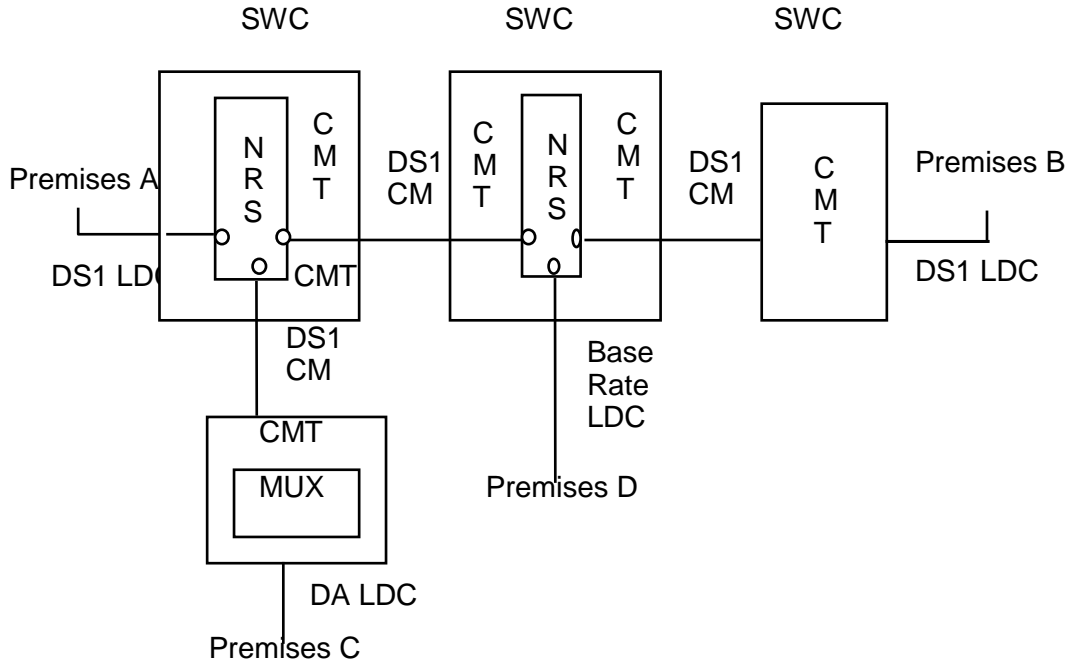 SWC
SWC
SWC
N
R
S
C
M
T
DS1
CM
C
M
T
N
R
S
C
M
T
DS1
CM
C
M
T
Premises A
Premises B
DS1 LDC
CMT
DS1 LDC
DS1
CM
Base
Rate
LDC
CMT
MUX
Premises D
DA LDC
Premises C